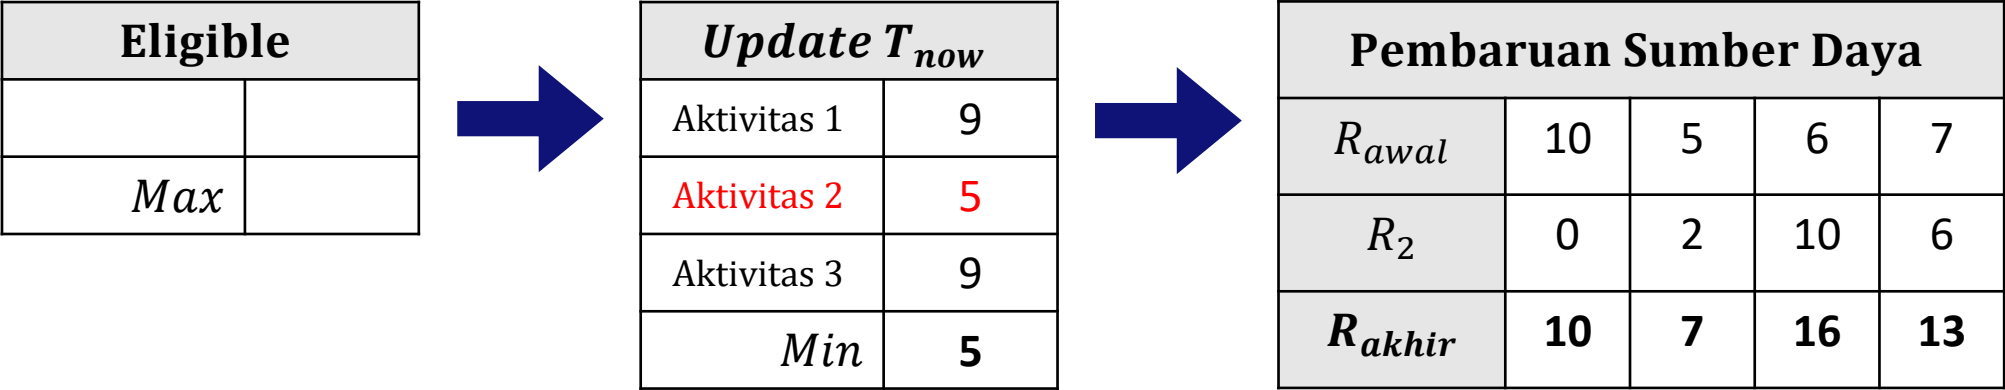 Eligible
Max
Update T_now
Aktivitas 1 9
Aktivitas 2 5
Aktivitas 3 9
Min 5
Pembaruan Sumber Daya
R_awal 10 5 6 7
R_2 0 2 10 6
R_akhir 10 7 16 13